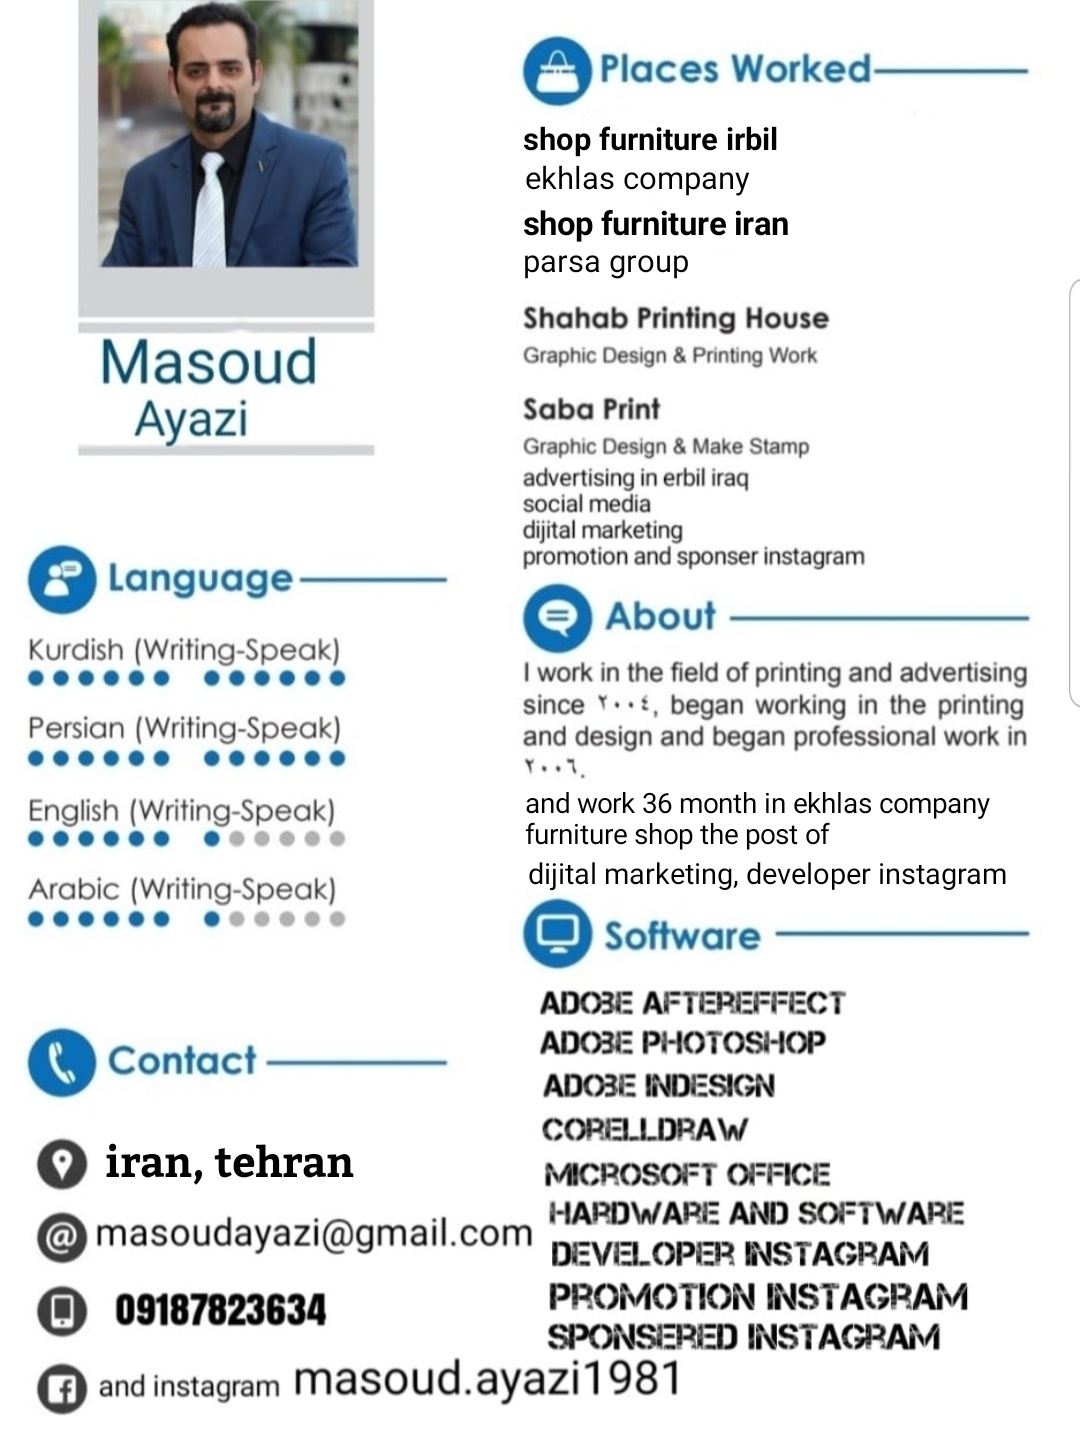 Masoud
Ayazi
Language
Kurdish (Writing-Speak)
Persian (Writing-Speak)
English (Writing-Speak)
Arabic (Writing-Speak)
Contact
iran, tehran
masoudayazi@gmail.com
09187823634
and instagram masoud.ayazi1981
Places Worked
shop furniture irbil
ekhlas company
shop furniture iran
parsa group
Shahab Printing House
Graphic Design & Printing Work
Saba Print
Graphic Design & Make Stamp
advertising in erbil iraq
social media
dijital marketing
promotion and sponser instagram
About
I work in the field of printing and advertising
since ٢٠٠٤, began working in the printing
and design and began professional work in
٢٠٠٦.
and work 36 month in ekhlas company
furniture shop the post of
dijital marketing, developer instagram
Software
ADOBE AFTEREFFECT
ADOBE PHOTOSHOP
ADOBE INDESIGN
CORELLDRAW
MICROSOFT OFFICE
HARDWARE AND SOFTWARE
DEVELOPER INSTAGRAM
PROMOTION INSTAGRAM
SPONSERED INSTAGRAM